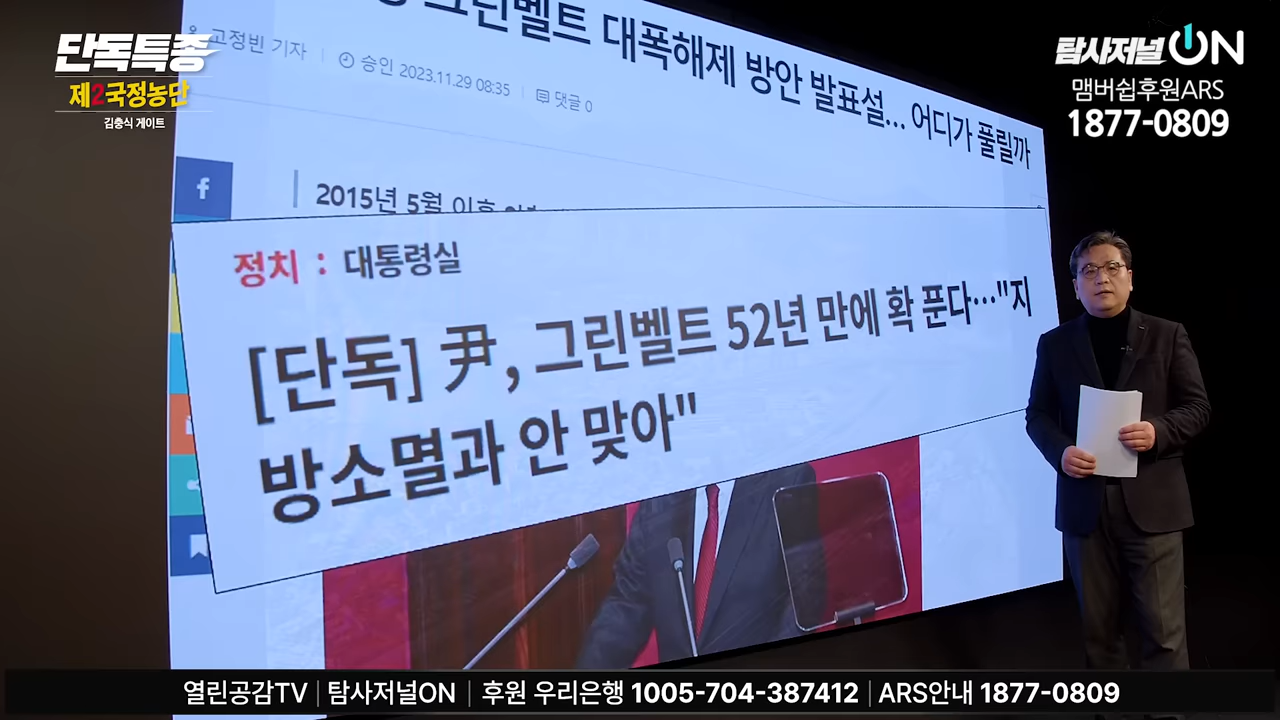 단독특종
제2국정농단
김충식 게이트
그린벨트 대폭해제 방안 발표설... 어디가 풀릴까
고정빈 기자 | 승인 2023.11.29 08:35 | 댓글 0
2015년 5월 이후
정치 : 대통령실
[단독] 尹, 그린벨트 52년 만에 확 푼다…"지
방소멸과 안 맞아"
탐사저널ON
맴버쉽후원ARS
1877-0809
열린공감TV | 탐사저널ON | 후원 우리은행 1005-704-387412 | ARS안내 1877-0809